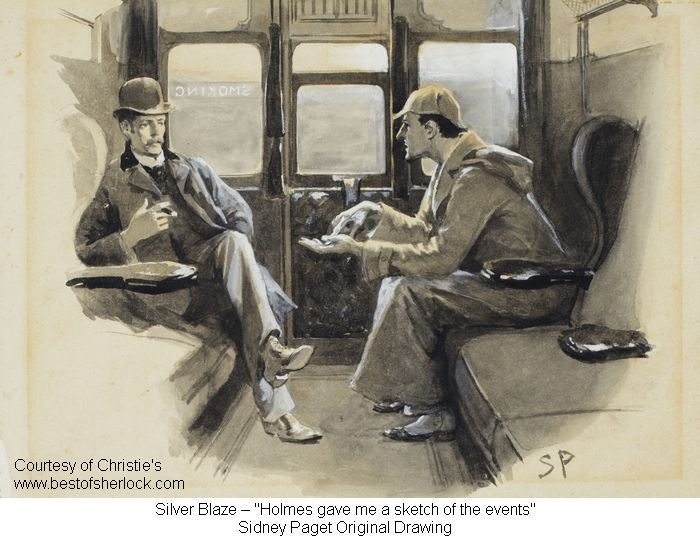 SMOKING
SP
Courtesy of Christie's
www.bestofsherlock.com
Silver Blaze – "Holmes gave me a sketch of the events"
Sidney Paget Original Drawing